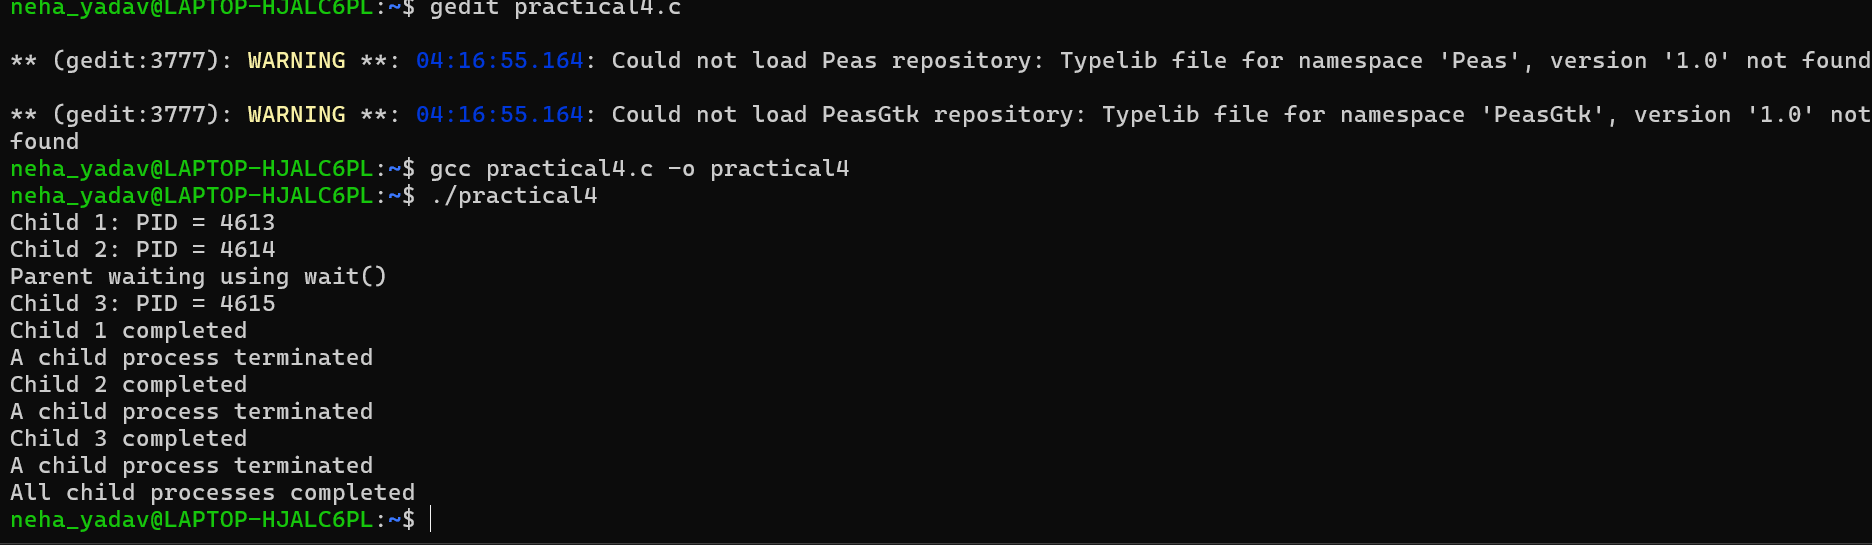 neha_yadav@LAPTOP-HJALC6PL:~$ gedit practical4.c
** (gedit:3777): WARNING **: 04:16:55.164: Could not load Peas repository: Typelib file for namespace 'Peas', version '1.0' not found
** (gedit:3777): WARNING **: 04:16:55.164: Could not load PeasGtk repository: Typelib file for namespace 'PeasGtk', version '1.0' not
found
neha_yadav@LAPTOP-HJALC6PL:~$ gcc practical4.c -o practical4
neha_yadav@LAPTOP-HJALC6PL:~$ ./practical4
Child 1: PID = 4613
Child 2: PID = 4614
Parent waiting using wait()
Child 3: PID = 4615
Child 1 completed
A child process terminated
Child 2 completed
A child process terminated
Child 3 completed
A child process terminated
All child processes completed
neha_yadav@LAPTOP-HJALC6PL:~$